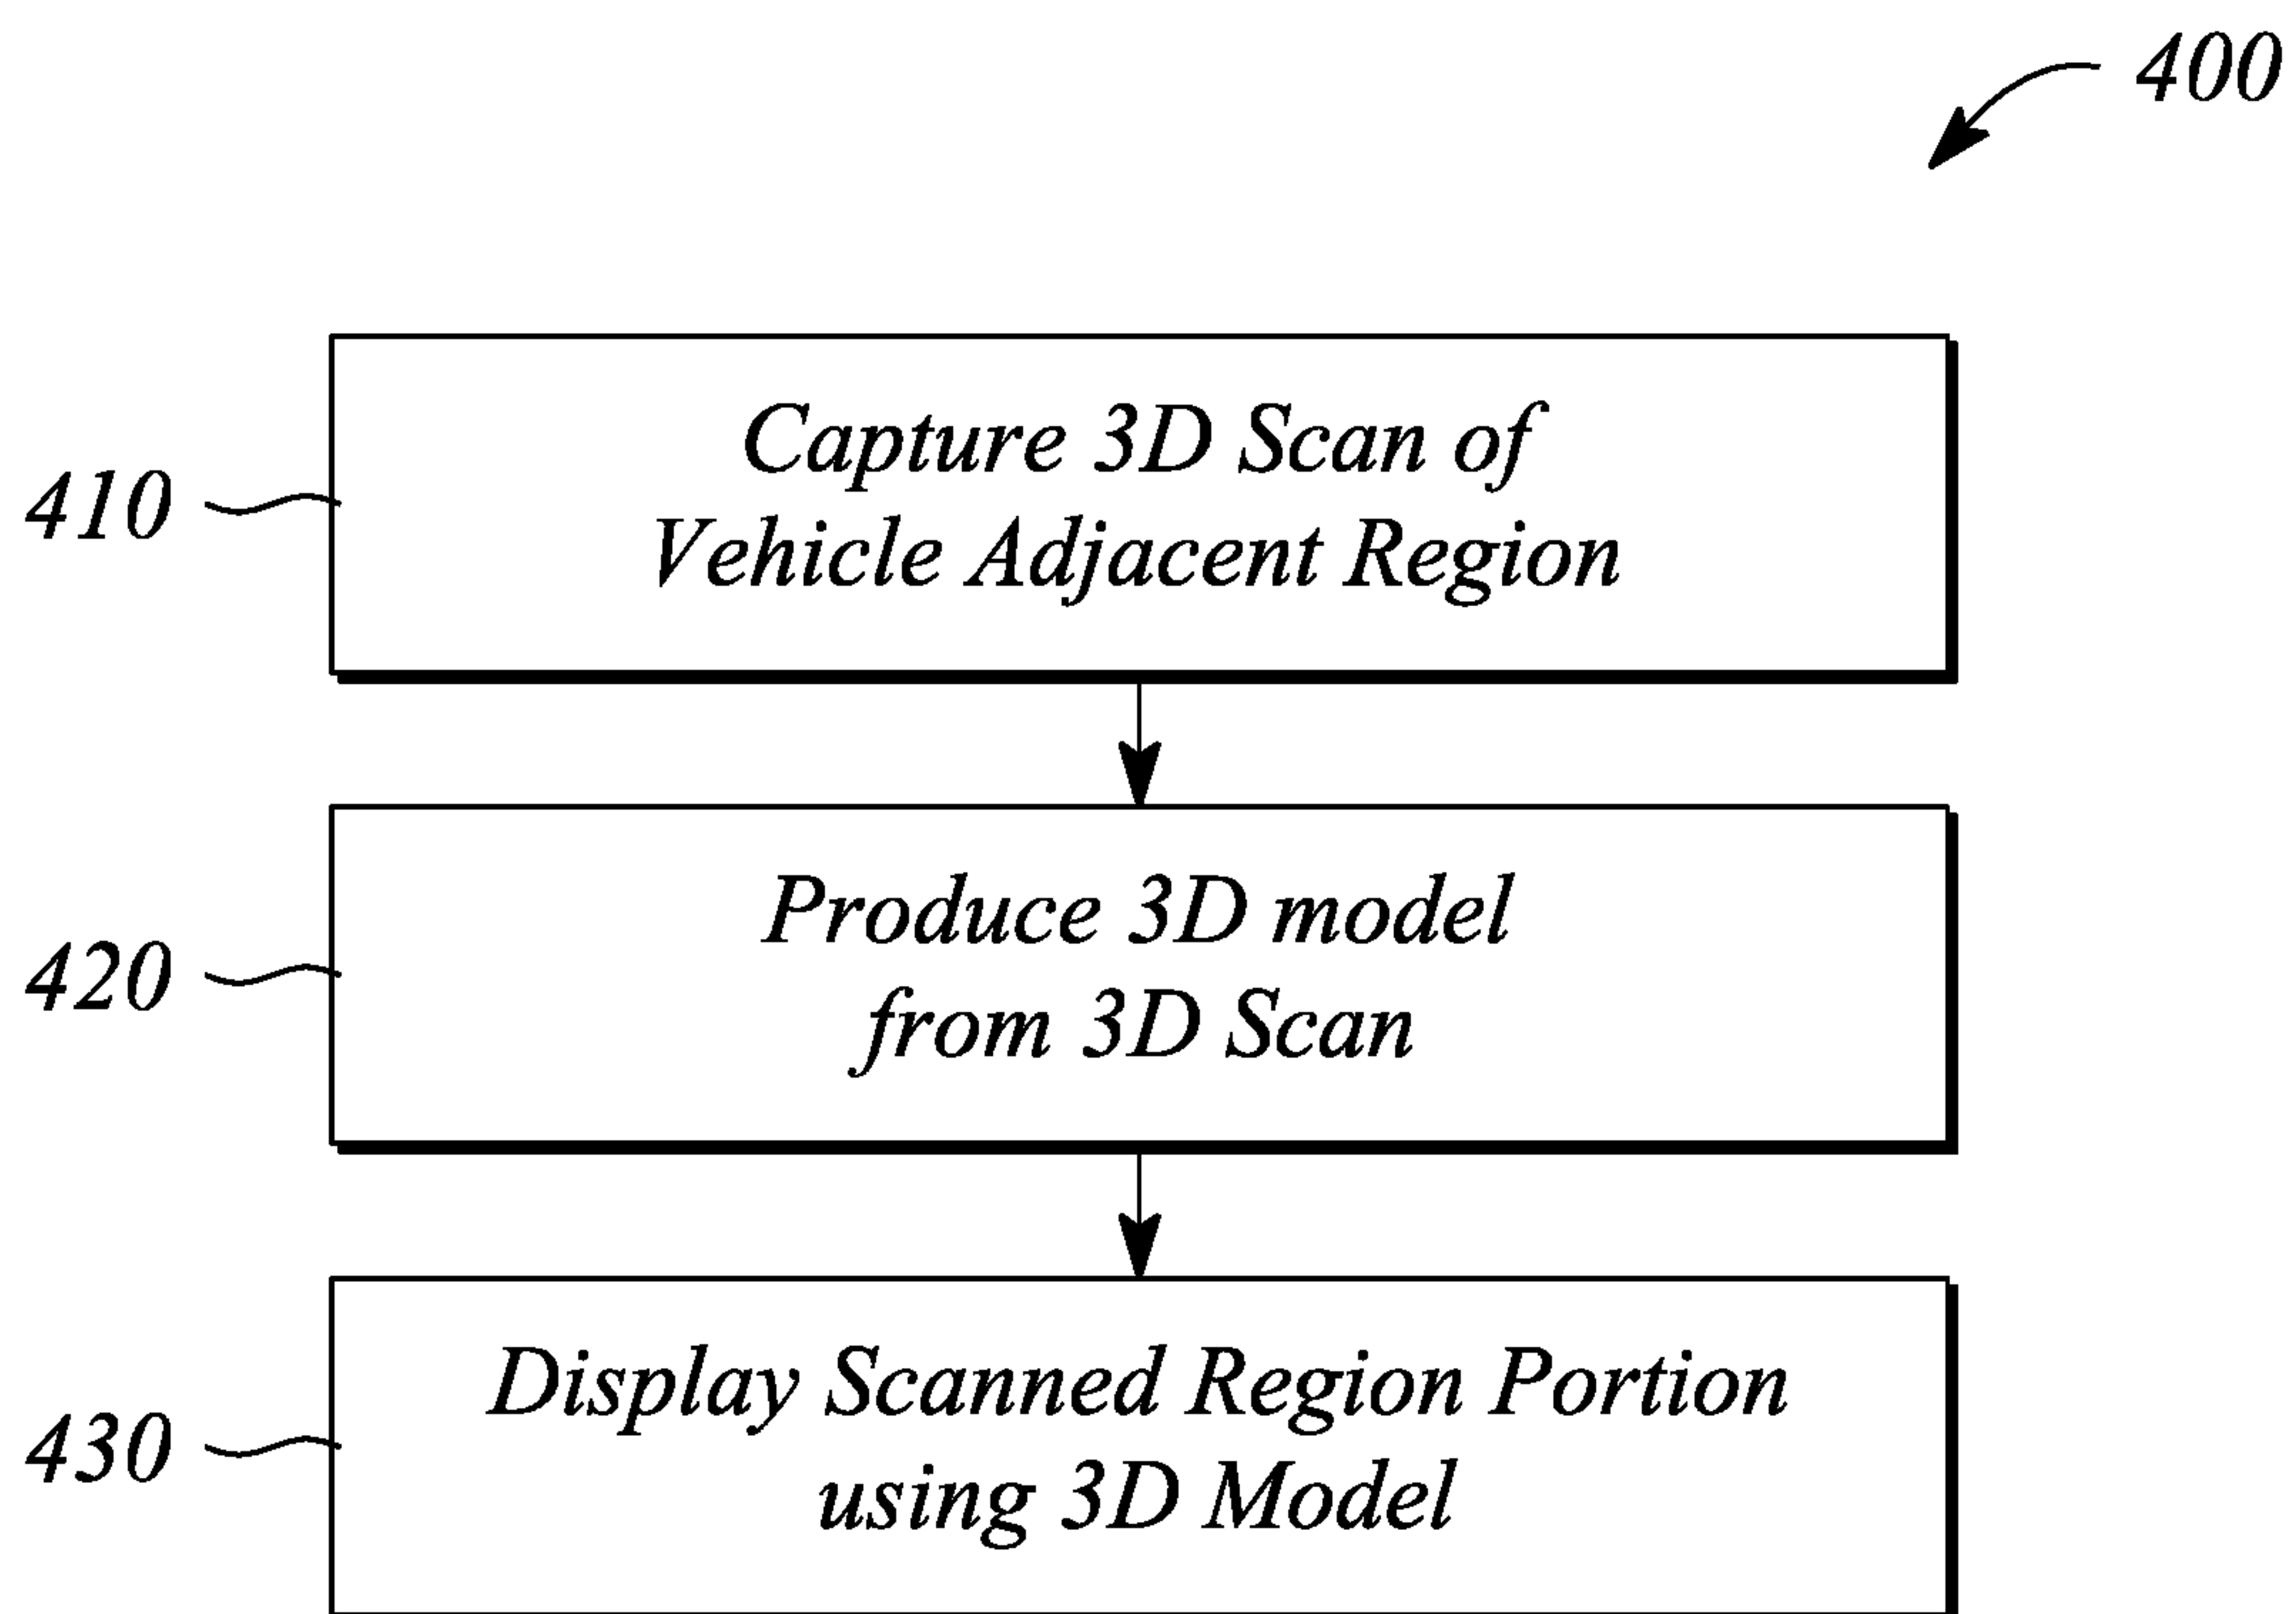 400
410
Capture 3D Scan of
Vehicle Adjacent Region
420
Produce 3D model
from 3D Scan
430
Display Scanned Region Portion
using 3D Model